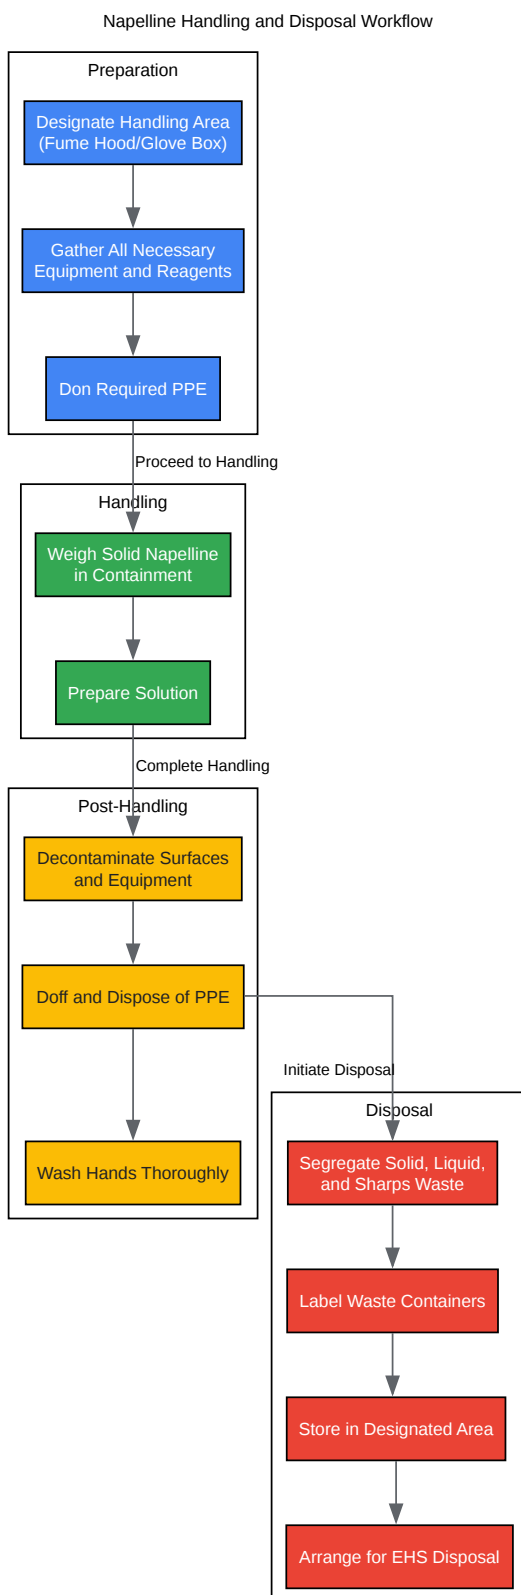 Napelline Handling and Disposal Workflow
Preparation
Designate Handling Area
(Fume Hood/Glove Box)
Gather All Necessary
Equipment and Reagents
Don Required PPE
Proceed to Handling
Handling
Weigh Solid Napelline
in Containment
Prepare Solution
Complete Handling
Post-Handling
Decontaminate Surfaces
and Equipment
Doff and Dispose of PPE
Initiate Disposal
Wash Hands Thoroughly
Disposal
Segregate Solid, Liquid,
and Sharps Waste
Label Waste Containers
Store in Designated Area
Arrange for EHS Disposal